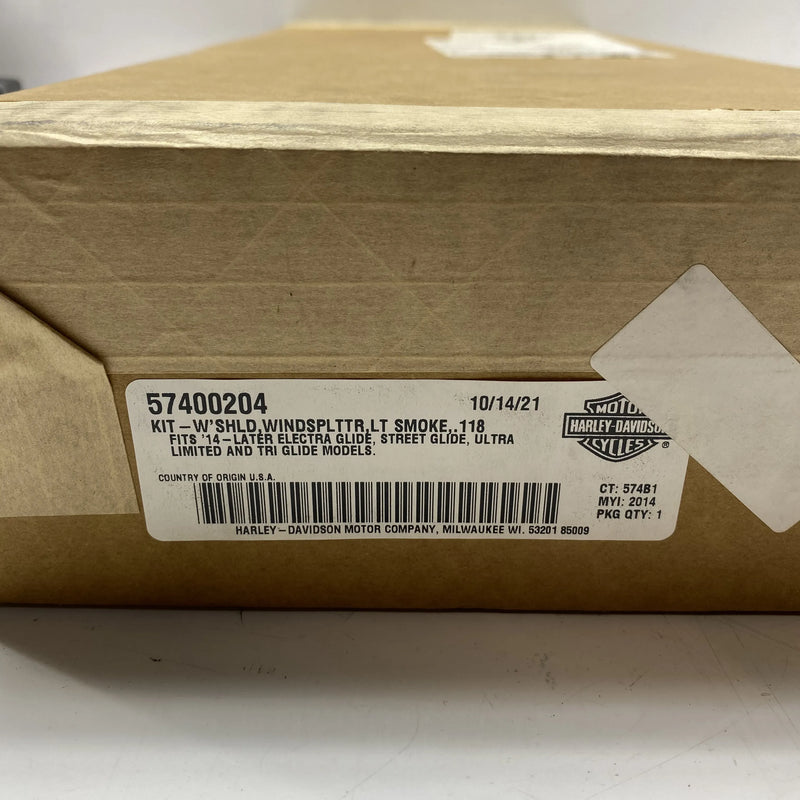 57400204 10/14/21
KIT-W'SHLD,WINDSPLTTR,LT SMOKE,.118
FITS '14-LATER ELECTRA GLIDE, STREET GLIDE, ULTRA
LIMITED AND TRI GLIDE MODELS.
MOTOR
HARLEY-DAVIDSON
CYCLES
®
COUNTRY OF ORIGIN U.S.A.
CT: 574B1
MYI: 2014
PKG QTY: 1
HARLEY-DAVIDSON MOTOR COMPANY, MILWAUKEE WI. 53201 85009